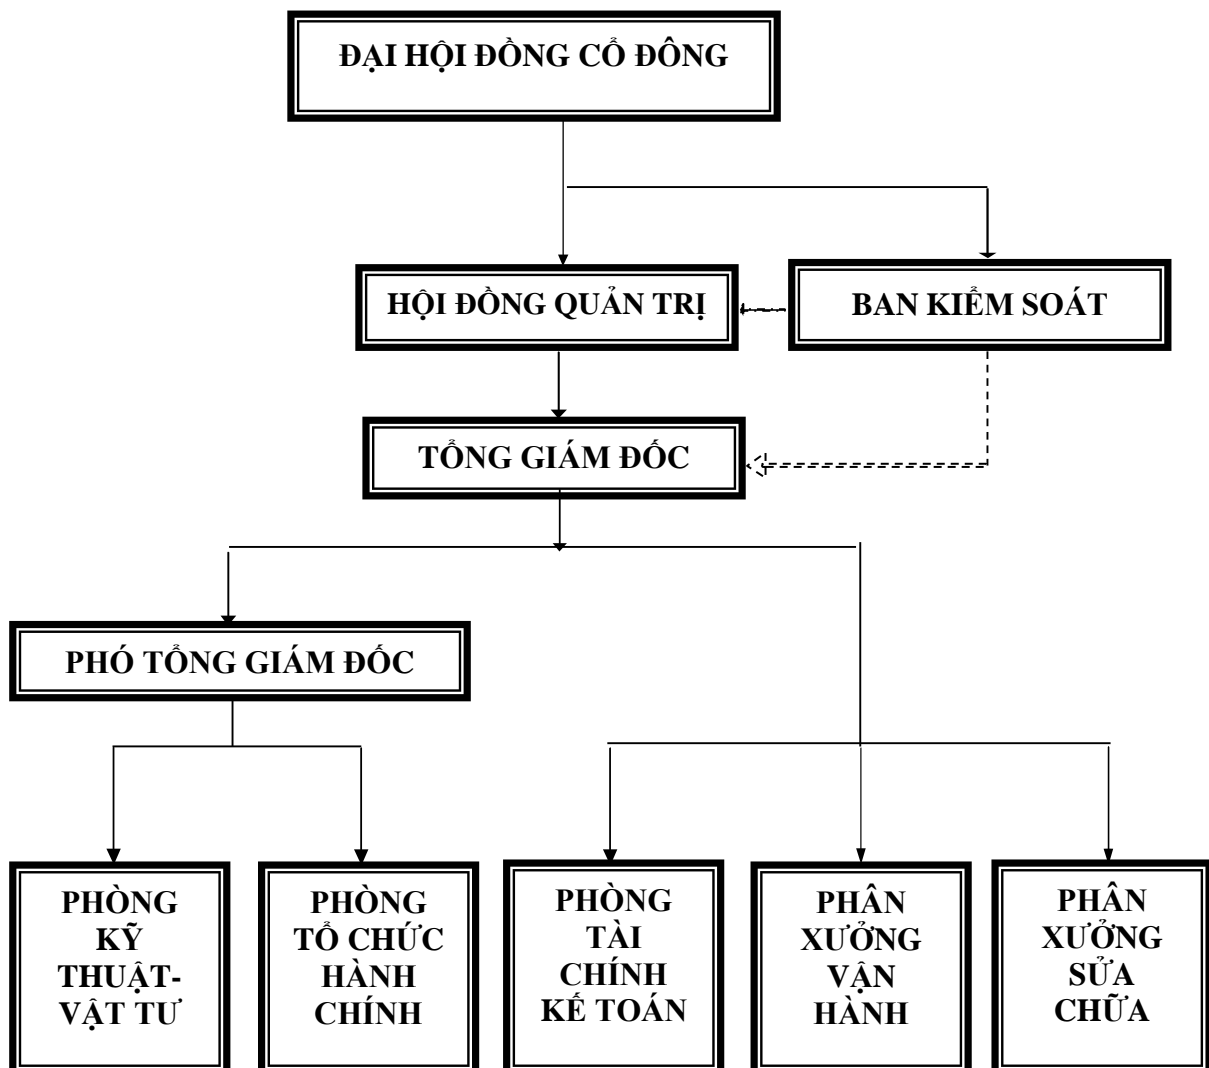 ĐẠI HỘI ĐỒNG CỔ ĐÔNG
HỘI ĐỒNG QUẢN TRỊ
BAN KIỂM SOÁT
TỔNG GIÁM ĐỐC
PHÓ TỔNG GIÁM ĐỐC
PHÒNG
KỸ
THUẬT-
VẬT TƯ
PHÒNG
TỔ CHỨC
HÀNH
CHÍNH
PHÒNG
TÀI
CHÍNH
KẾ TOÁN
PHÂN
XƯỞNG
VẬN
HÀNH
PHÂN
XƯỞNG
SỬA
CHỮA